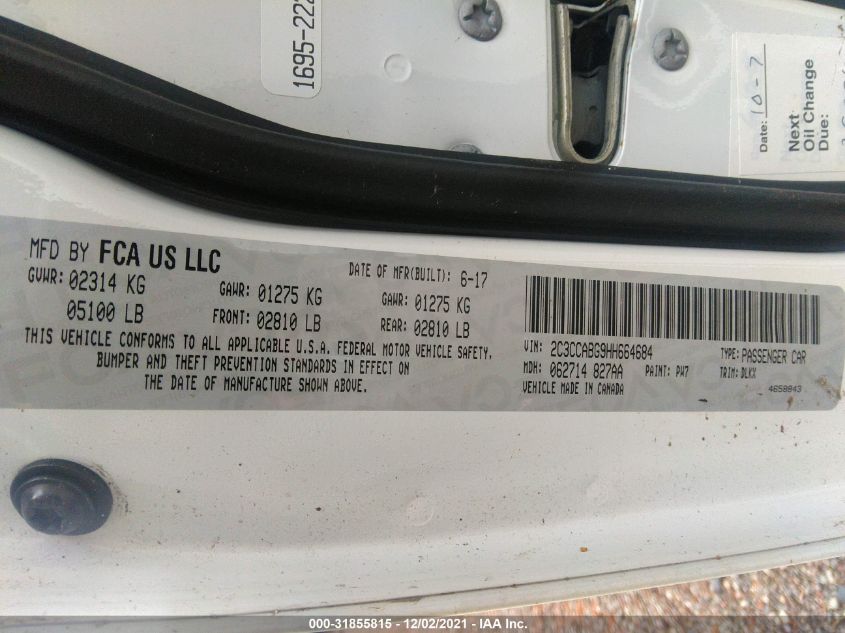 1695-222
Date: 10-7
Next
Oil Change
Due:
MFD BY FCA US LLC
DATE OF MFR(BUILT): 6-17
GVWR: 02314 KG
GAWR: 01275 KG
GAWR: 01275 KG
05100 LB
FRONT: 02810 LB
REAR: 02810 LB
THIS VEHICLE CONFORMS TO ALL APPLICABLE U.S.A. FEDERAL MOTOR VEHICLE SAFETY,
BUMPER AND THEFT PREVENTION STANDARDS IN EFFECT ON
THE DATE OF MANUFACTURE SHOWN ABOVE.
VIN: 2C3CCABG9HH664684
TYPE: PASSENGER CAR
MDH: 062714 827AA
PAINT: PW7
TRIM: DLKX
VEHICLE MADE IN CANADA
4658843
000-31855815 - 12/02/2021 - IAA Inc.